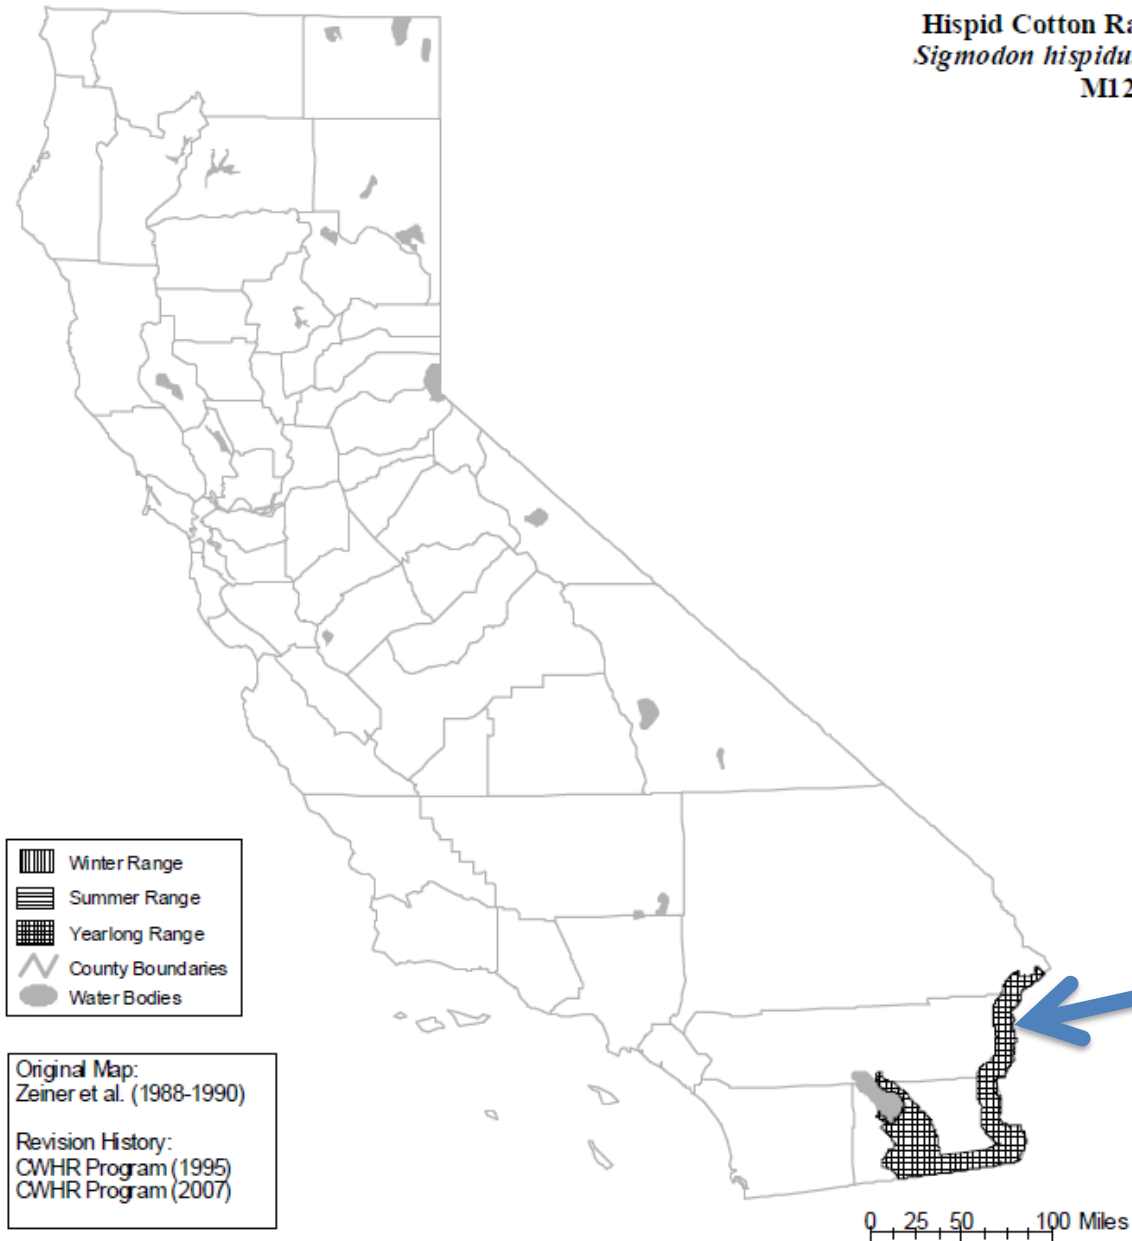 Hispid Cotton Ra
Sigmodon hispidu
M12
Winter Range
Summer Range
Yearlong Range
County Boundaries
Water Bodies
Original Map:
Zeiner et al. (1988-1990)
Revision History:
CWHR Program (1995)
CWHR Program (2007)
0 25 50 100 Miles